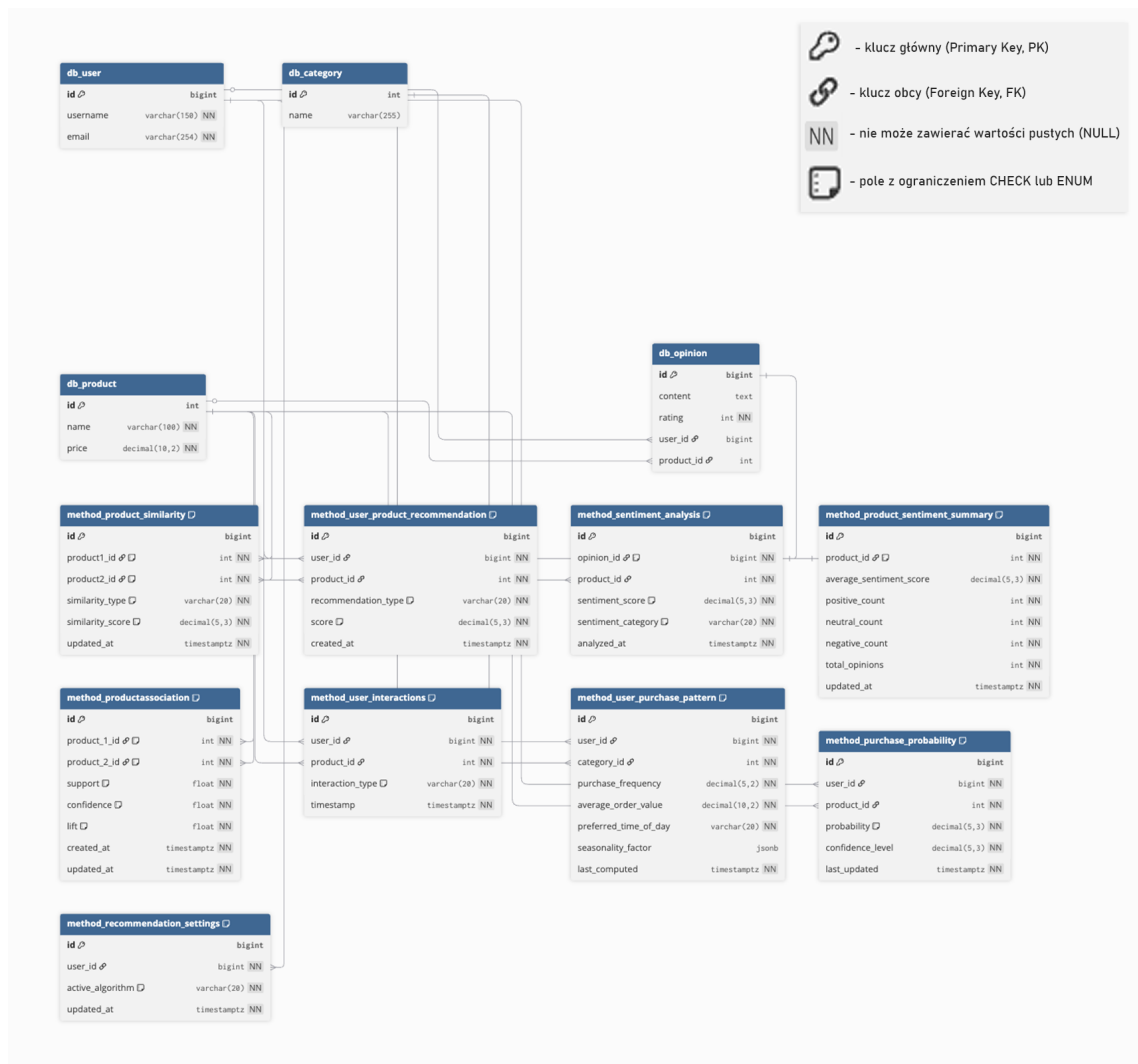 - klucz główny (Primary Key, PK)
- klucz obcy (Foreign Key, FK)
NN - nie może zawierać wartości pustych (NULL)
- pole z ograniczeniem CHECK lub ENUM
db_user
id bigint
username varchar(150) NN
email varchar(254) NN
db_category
id int
name varchar(255)
db_opinion
id bigint
content text
rating int NN
user_id bigint
product_id int
db_product
id int
name varchar(100) NN
price decimal(10,2) NN
method_product_similarity
id bigint
product1_id int NN
product2_id int NN
similarity_type varchar(20) NN
similarity_score decimal(5,3) NN
updated_at timestamptz NN
method_user_product_recommendation
id bigint
user_id bigint NN
product_id int NN
recommendation_type varchar(20) NN
score decimal(5,3) NN
created_at timestamptz NN
method_sentiment_analysis
id bigint
opinion_id bigint NN
product_id int NN
sentiment_score decimal(5,3) NN
sentiment_category varchar(20) NN
analyzed_at timestamptz NN
method_product_sentiment_summary
id bigint
product_id int NN
average_sentiment_score decimal(5,3) NN
positive_count int NN
neutral_count int NN
negative_count int NN
total_opinions int NN
updated_at timestamptz NN
method_productassociation
id bigint
product_1_id int NN
product_2_id int NN
support float NN
confidence float NN
lift float NN
created_at timestamptz NN
updated_at timestamptz NN
method_user_interactions
id bigint
user_id bigint NN
product_id int NN
interaction_type varchar(20) NN
timestamp timestamptz NN
method_user_purchase_pattern
id bigint
user_id bigint NN
category_id int NN
purchase_frequency decimal(5,2) NN
average_order_value decimal(10,2) NN
preferred_time_of_day varchar(20) NN
seasonality_factor jsonb
last_computed timestamptz NN
method_purchase_probability
id bigint
user_id bigint NN
product_id int NN
probability decimal(5,3) NN
confidence_level decimal(5,3) NN
last_updated timestamptz NN
method_recommendation_settings
id bigint
user_id bigint NN
active_algorithm varchar(20) NN
updated_at timestamptz NN